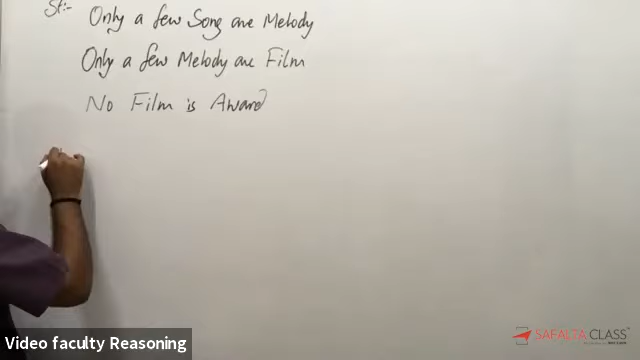 St:- Only a few Song are Melody
Only a few Melody are Film
No Film is Award
Video faculty Reasoning
SAFALTA CLASS